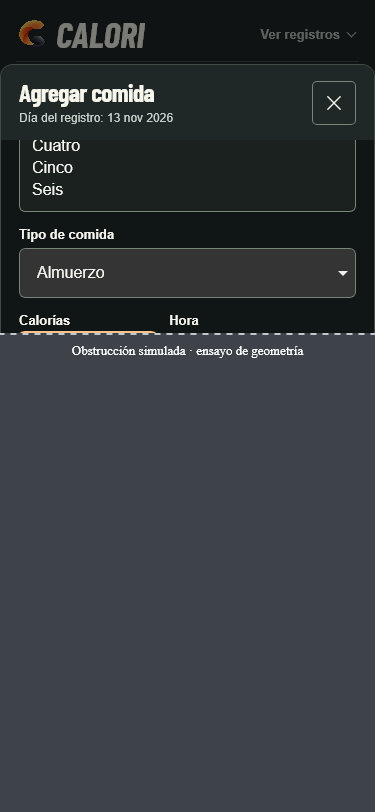 CALORI
Ver registros
Agregar comida
Día del registro: 13 nov 2026
Cuatro
Cinco
Seis
Tipo de comida
Almuerzo
Calorías
Hora
Obstrucción simulada · ensayo de geometría